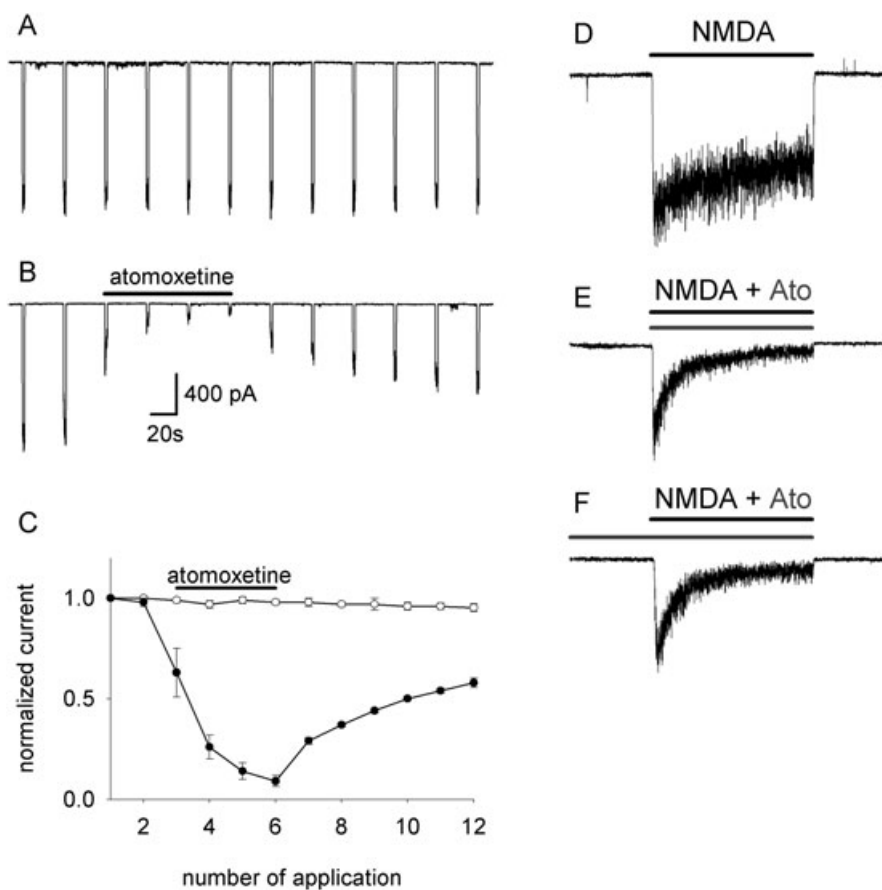 A
B
atomoxetine
400 pA
20s
C
atomoxetine
normalized current
1.0
0.5
0.0
2
4
6
8
10
12
number of application
D
NMDA
E
NMDA + Ato
F
NMDA + Ato